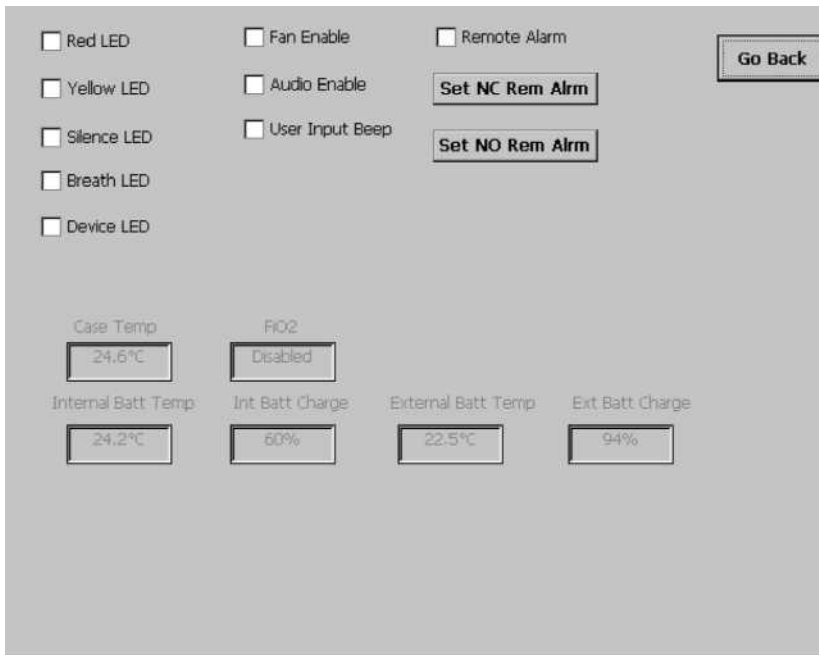 Red LED
Fan Enable
Remote Alarm
Go Back
Yellow LED
Audio Enable
Set NC Rem Alrm
Silence LED
User Input Beep
Set NO Rem Alrm
Breath LED
Device LED
Case Temp
FiO2
24.6°C
Disabled
Internal Batt Temp
Int Batt Charge
External Batt Temp
Ext Batt Charge
24.2°C
60%
22.5°C
94%